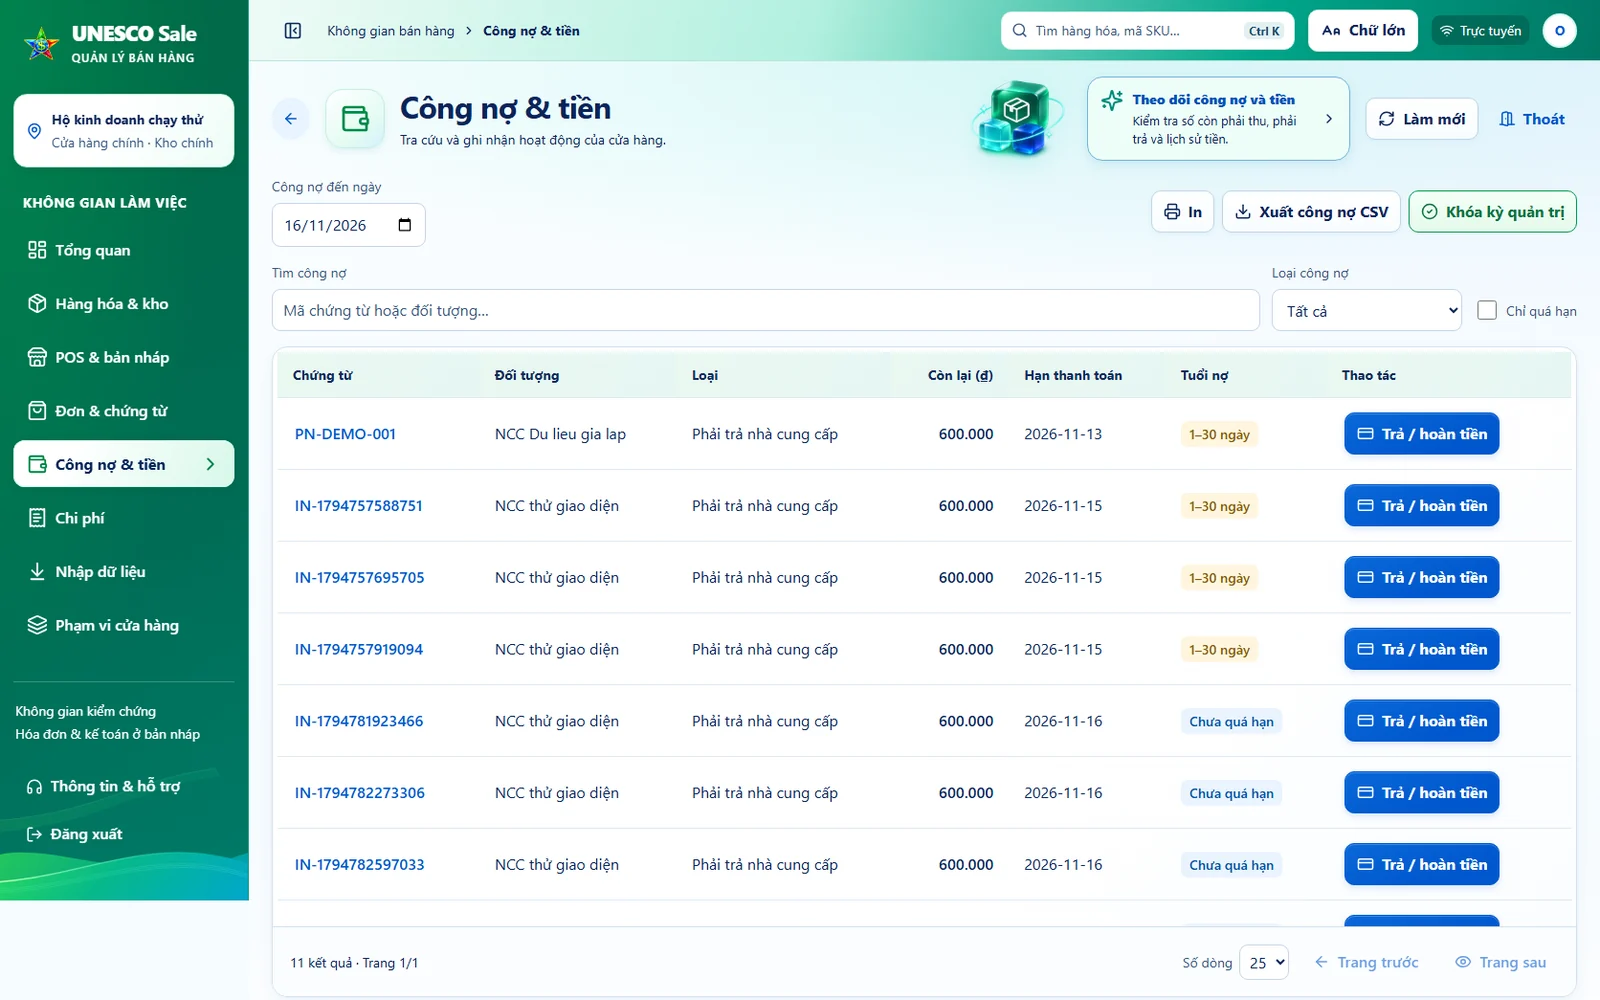 UNESCO Sale
QUẢN LÝ BÁN HÀNG
Hộ kinh doanh chạy thử
Cửa hàng chính · Kho chính
KHÔNG GIAN LÀM VIỆC
Tổng quan
Hàng hóa & kho
POS & bản nháp
Đơn & chứng từ
Công nợ & tiền
Chi phí
Nhập dữ liệu
Phạm vi cửa hàng
Không gian kiểm chứng
Hóa đơn & kế toán ở bản nháp
Thông tin & hỗ trợ
Đăng xuất
Không gian bán hàng > Công nợ & tiền
Tìm hàng hóa, mã SKU... Ctrl K
Aa Chữ lớn
Trực tuyến
O
Công nợ & tiền
Tra cứu và ghi nhận hoạt động của cửa hàng.
Theo dõi công nợ và tiền
Kiểm tra số còn phải thu, phải
trả và lịch sử tiền.
Làm mới
Thoát
Công nợ đến ngày
16/11/2026
In
Xuất công nợ CSV
Khóa kỳ quản trị
Tìm công nợ
Mã chứng từ hoặc đối tượng...
Loại công nợ
Tất cả
Chỉ quá hạn
Chứng từ Đối tượng Loại Còn lại (₫) Hạn thanh toán Tuổi nợ Thao tác
PN-DEMO-001 NCC Du lieu gia lap Phải trả nhà cung cấp 600.000 2026-11-13 1–30 ngày Trả / hoàn tiền
IN-1794757588751 NCC thử giao diện Phải trả nhà cung cấp 600.000 2026-11-15 1–30 ngày Trả / hoàn tiền
IN-1794757695705 NCC thử giao diện Phải trả nhà cung cấp 600.000 2026-11-15 1–30 ngày Trả / hoàn tiền
IN-1794757919094 NCC thử giao diện Phải trả nhà cung cấp 600.000 2026-11-15 1–30 ngày Trả / hoàn tiền
IN-1794781923466 NCC thử giao diện Phải trả nhà cung cấp 600.000 2026-11-16 Chưa quá hạn Trả / hoàn tiền
IN-1794782273306 NCC thử giao diện Phải trả nhà cung cấp 600.000 2026-11-16 Chưa quá hạn Trả / hoàn tiền
IN-1794782597033 NCC thử giao diện Phải trả nhà cung cấp 600.000 2026-11-16 Chưa quá hạn Trả / hoàn tiền
11 kết quả · Trang 1/1
Số dòng 25
Trang trước
Trang sau